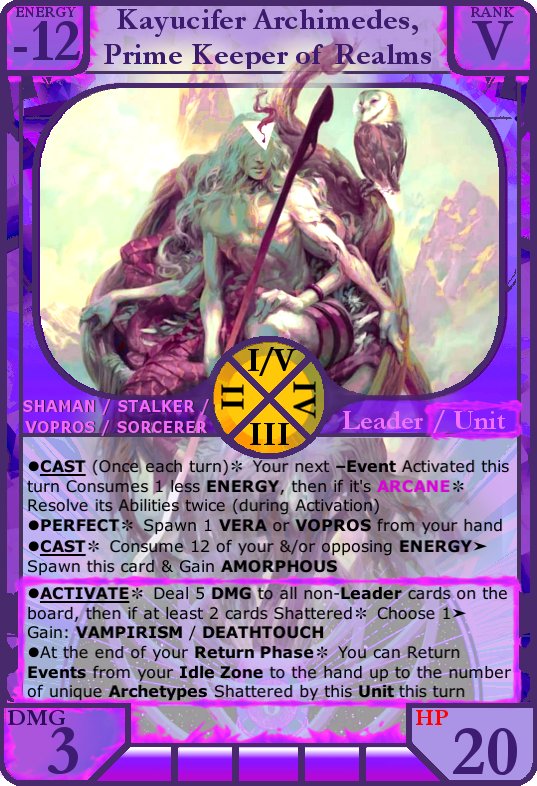 ENERGY
-12
Kayucifer Archimedes,
Prime Keeper of Realms
RANK
V
I/V
II
IV
III
SHAMAN / STALKER /
VOPROS / SORCERER
Leader / Unit
●CAST (Once each turn)✻ Your next –Event Activated this
turn Consumes 1 less ENERGY, then if it's ARCANE✻
Resolve its Abilities twice (during Activation)
●PERFECT✻ Spawn 1 VERA or VOPROS from your hand
●CAST✻ Consume 12 of your &/or opposing ENERGY➤
Spawn this card & Gain AMORPHOUS
●ACTIVATE✻ Deal 5 DMG to all non-Leader cards on the
board, then if at least 2 cards Shattered✻ Choose 1➤
Gain: VAMPIRISM / DEATHTOUCH
●At the end of your Return Phase✻ You can Return
Events from your Idle Zone to the hand up to the number
of unique Archetypes Shattered by this Unit this turn
DMG
3
HP
20